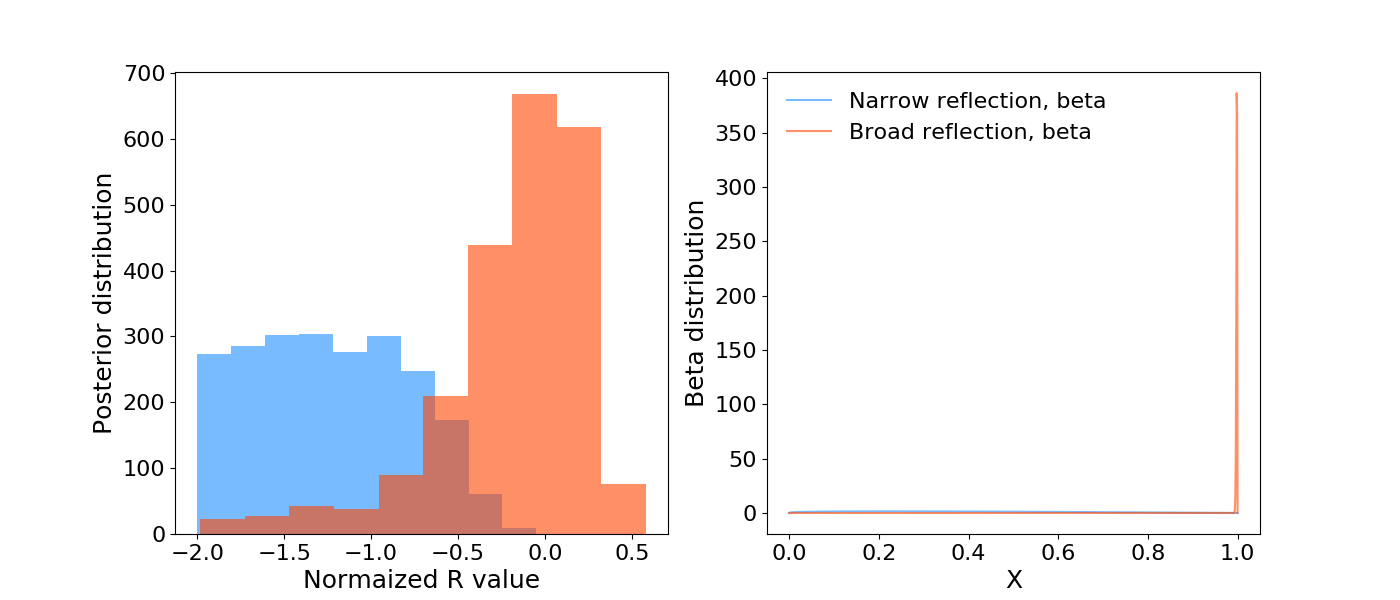 700
600
500
400
300
200
100
0
Posterior distribution
−2.0 −1.5 −1.0 −0.5 0.0 0.5
Normaized R value
400
350
300
250
200
150
100
50
0
Beta distribution
Narrow reflection, beta
Broad reflection, beta
0.0 0.2 0.4 0.6 0.8 1.0
X